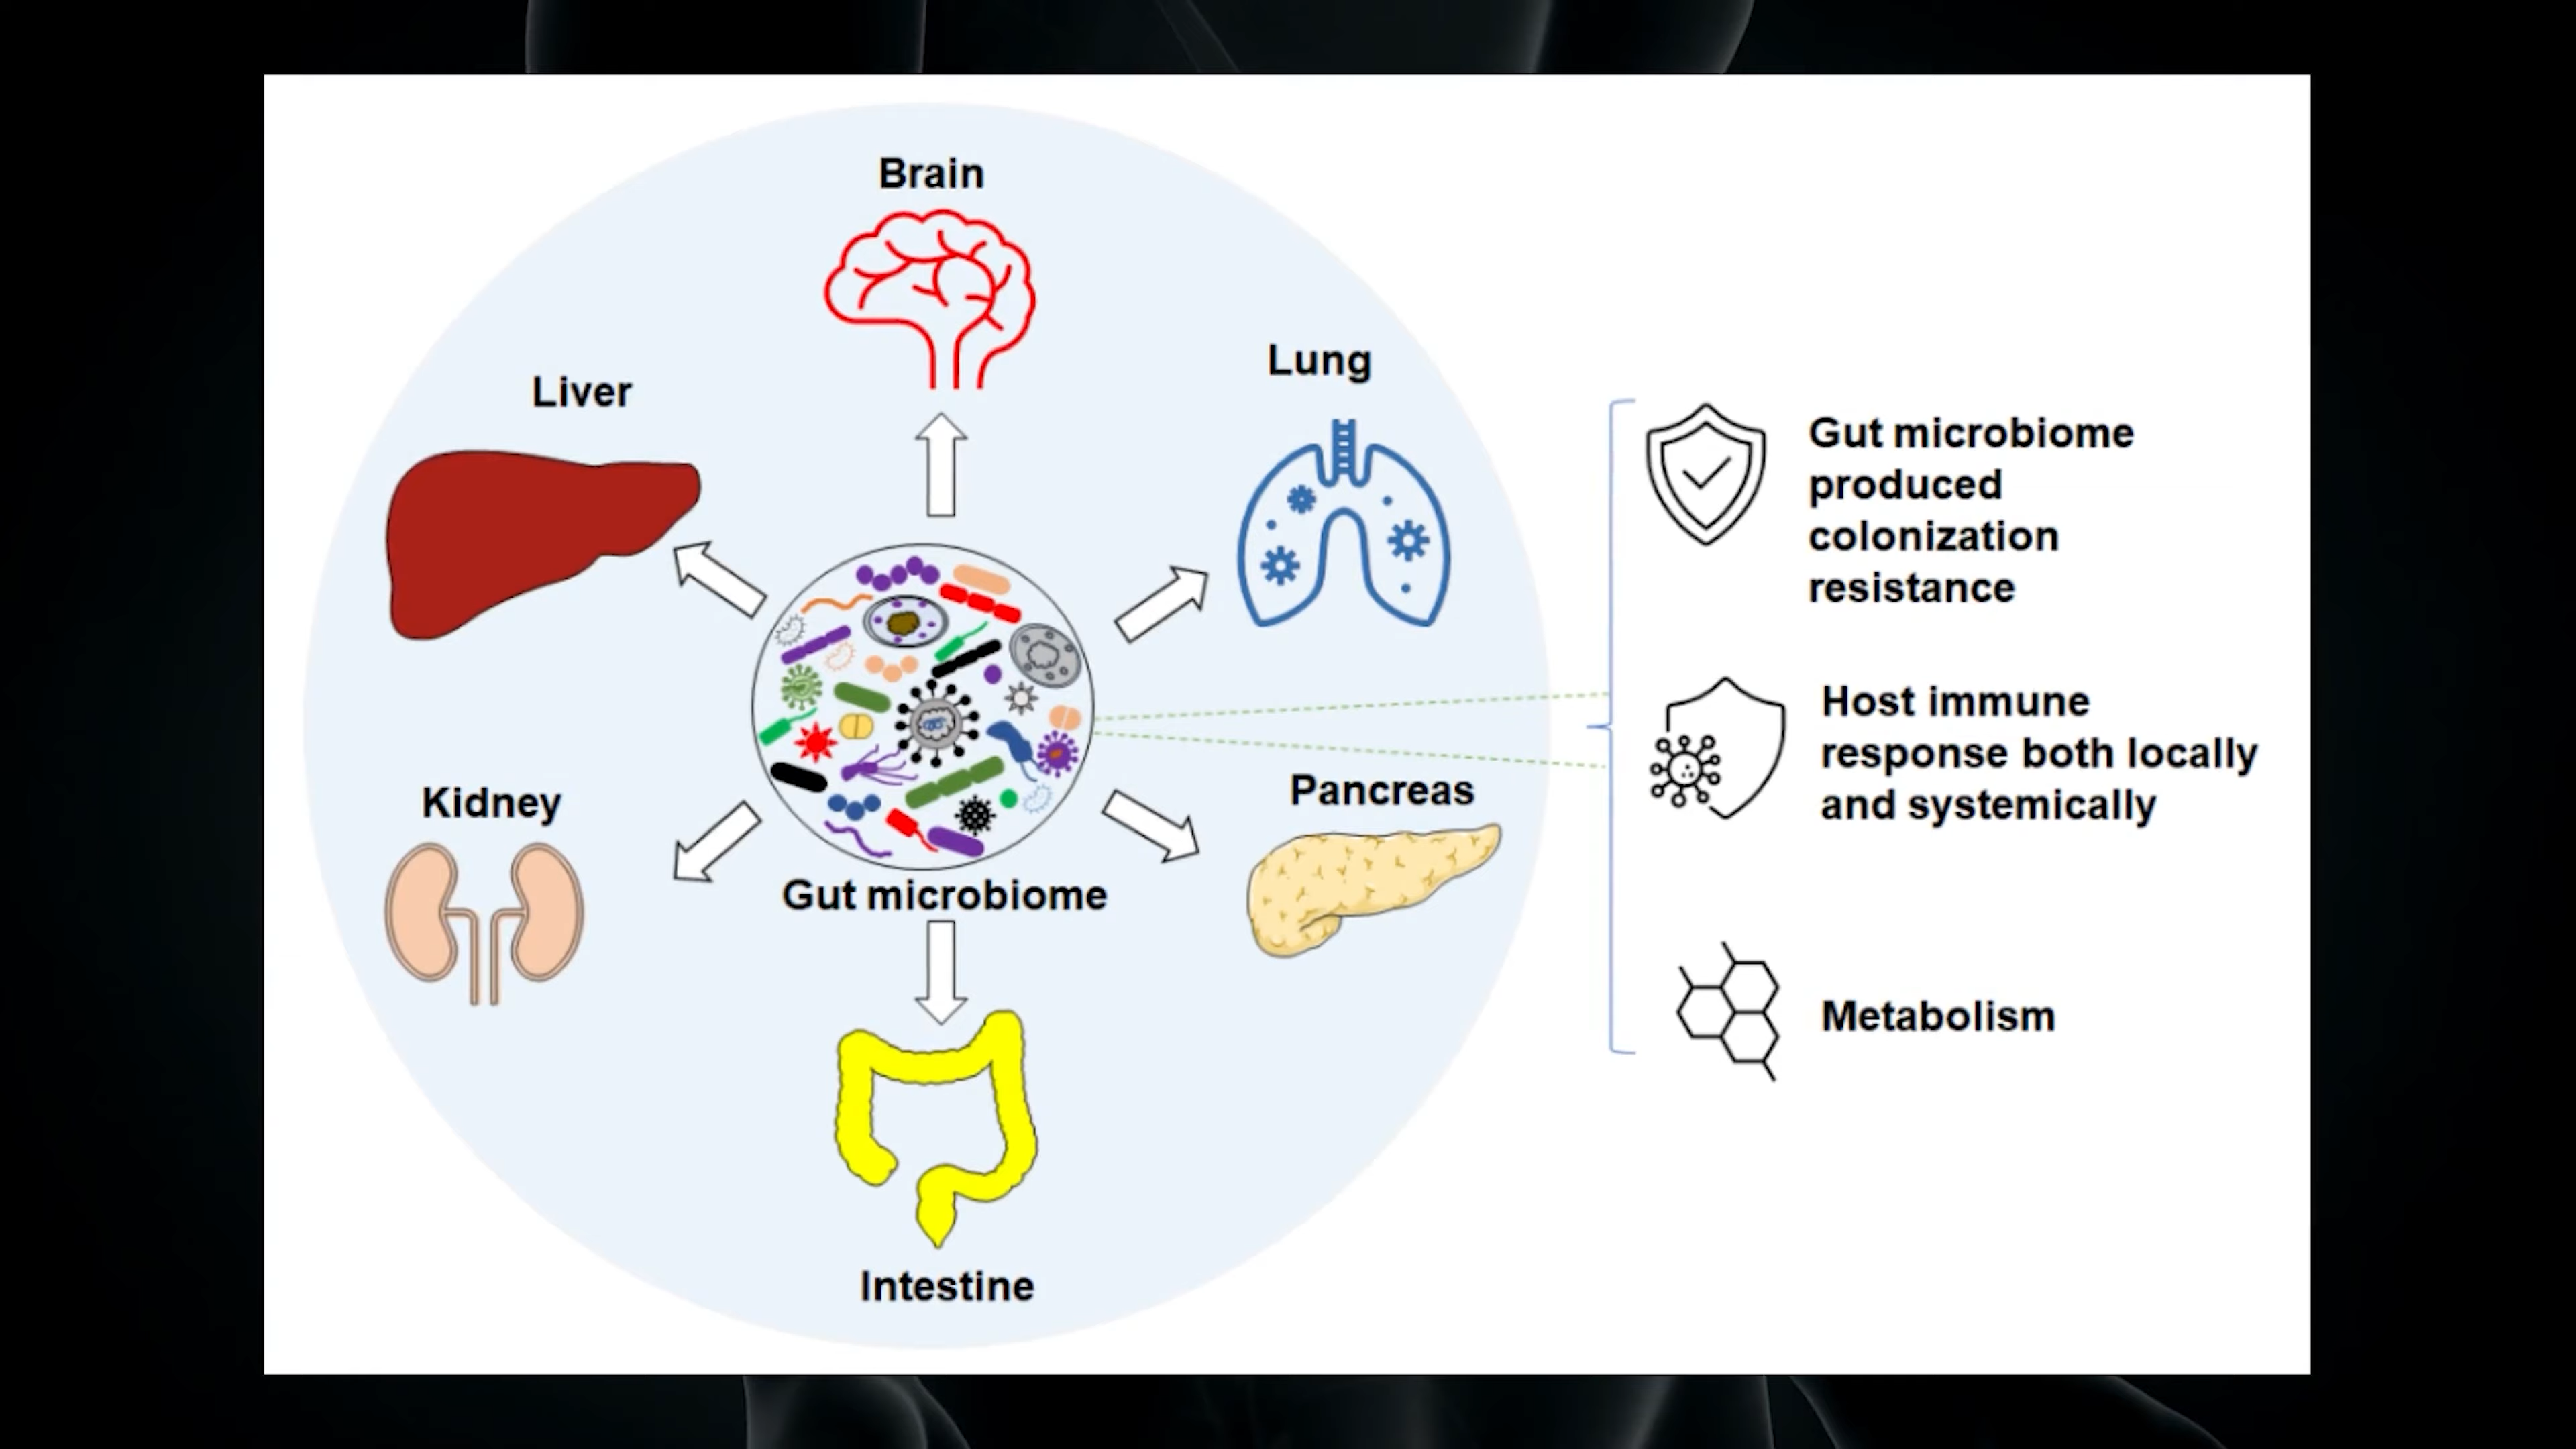 Brain
Lung
Liver
Kidney
Pancreas
Gut microbiome
Intestine
Gut microbiome
produced
colonization
resistance
Host immune
response both locally
and systemically
Metabolism